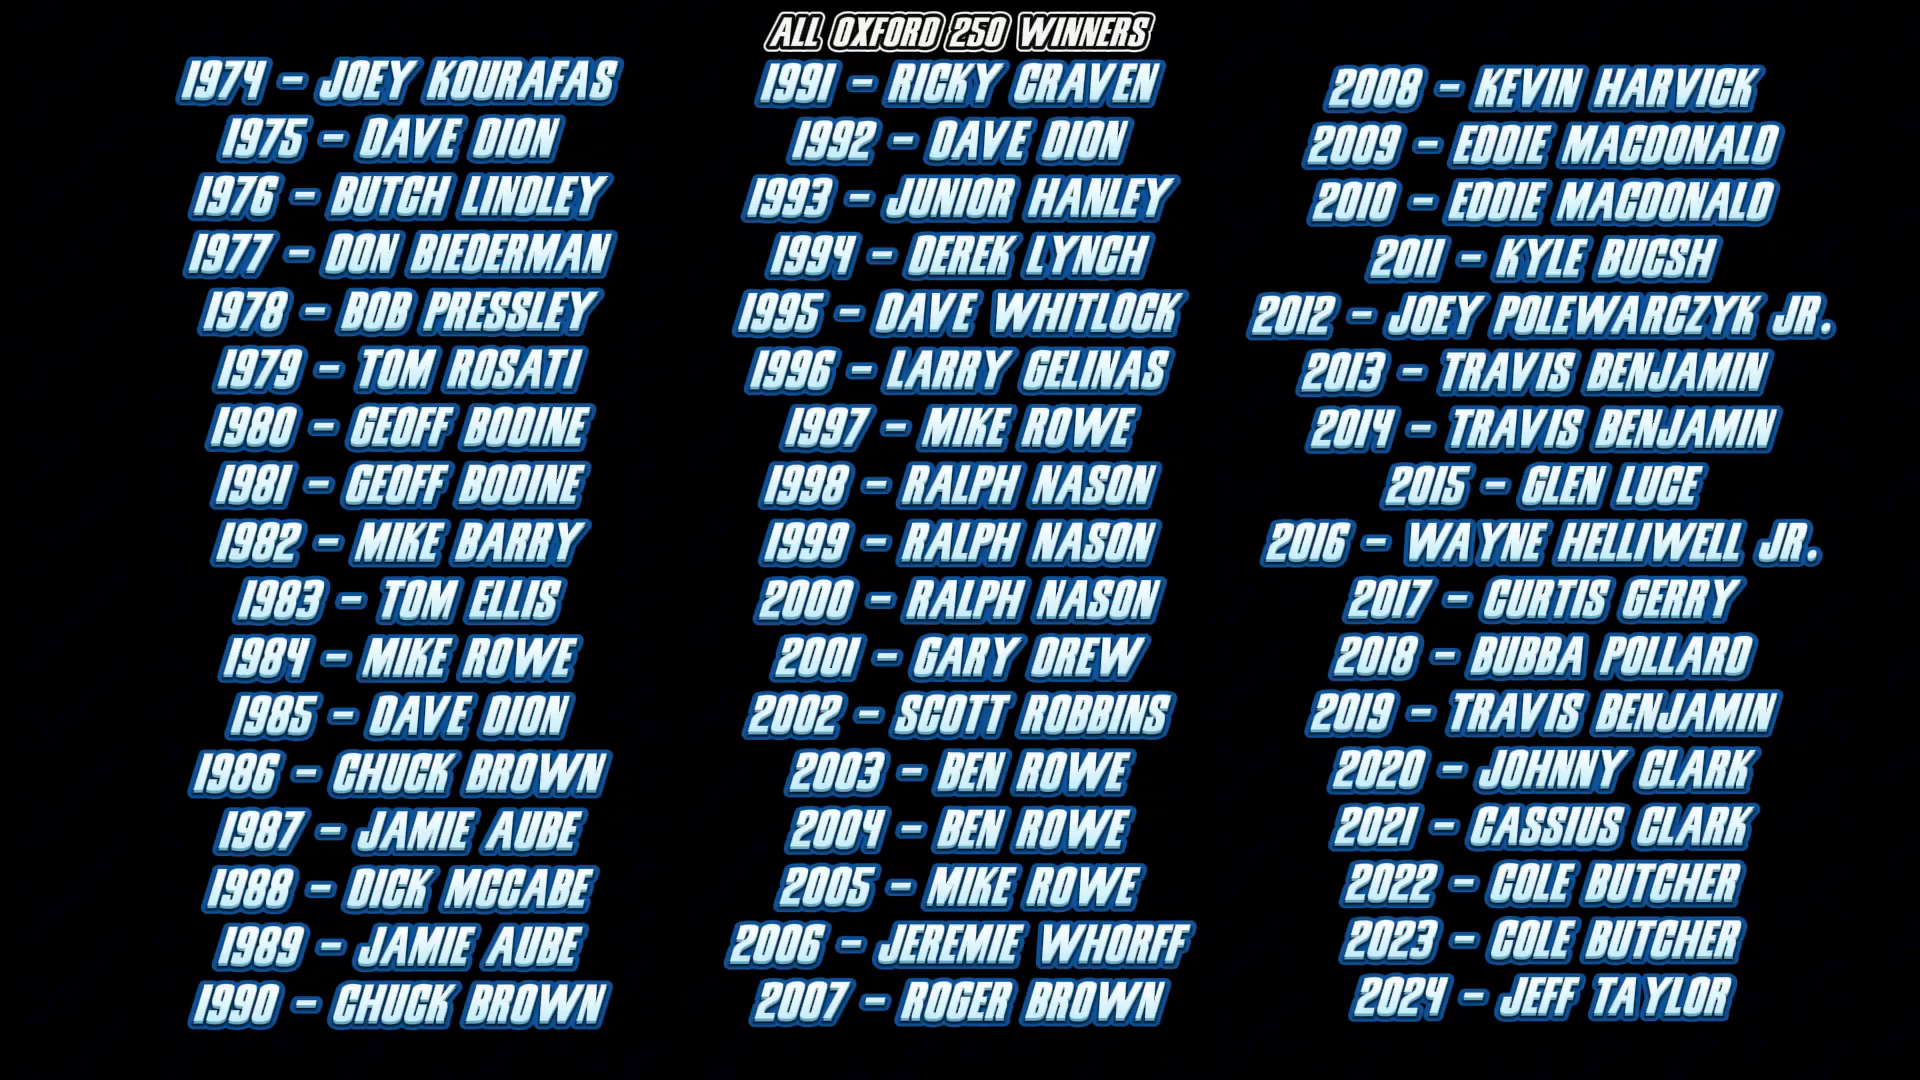 ALL OXFORD 250 WINNERS
1974 - JOEY KOURAFAS
1975 - DAVE DION
1976 - BUTCH LINDLEY
1977 - DON BIEDERMAN
1978 - BOB PRESSLEY
1979 - TOM ROSATI
1980 - GEOFF BODINE
1981 - GEOFF BODINE
1982 - MIKE BARRY
1983 - TOM ELLIS
1984 - MIKE ROWE
1985 - DAVE DION
1986 - CHUCK BROWN
1987 - JAMIE AUBE
1988 - DICK MCCABE
1989 - JAMIE AUBE
1990 - CHUCK BROWN
1991 - RICKY CRAVEN
1992 - DAVE DION
1993 - JUNIOR HANLEY
1994 - DEREK LYNCH
1995 - DAVE WHITLOCK
1996 - LARRY GELINAS
1997 - MIKE ROWE
1998 - RALPH NASON
1999 - RALPH NASON
2000 - RALPH NASON
2001 - GARY DREW
2002 - SCOTT ROBBINS
2003 - BEN ROWE
2004 - BEN ROWE
2005 - MIKE ROWE
2006 - JEREMIE WHORFF
2007 - ROGER BROWN
2008 - KEVIN HARVICK
2009 - EDDIE MACDONALD
2010 - EDDIE MACDONALD
2011 - KYLE BUCSH
2012 - JOEY POLEWARCZYK JR.
2013 - TRAVIS BENJAMIN
2014 - TRAVIS BENJAMIN
2015 - GLEN LUCE
2016 - WAYNE HELLIWELL JR.
2017 - CURTIS GERRY
2018 - BUBBA POLLARD
2019 - TRAVIS BENJAMIN
2020 - JOHNNY CLARK
2021 - CASSIUS CLARK
2022 - COLE BUTCHER
2023 - COLE BUTCHER
2024 - JEFF TAYLOR